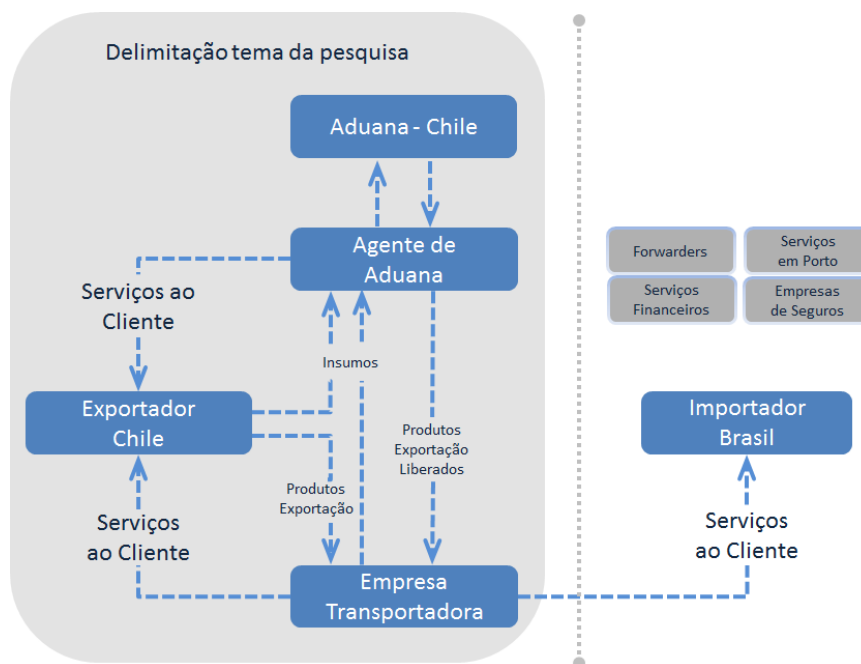 Delimitação tema da pesquisa
Aduana - Chile
Agente de
Aduana
Forwarders
Serviços
em Porto
Serviços
Financeiros
Empresas
de Seguros
Serviços ao
Cliente
Insumos
Exportador
Chile
Importador
Brasil
Produtos
Exportação
Liberados
Produtos
Exportação
Serviços
ao Cliente
Serviços
ao Cliente
Empresa
Transportadora